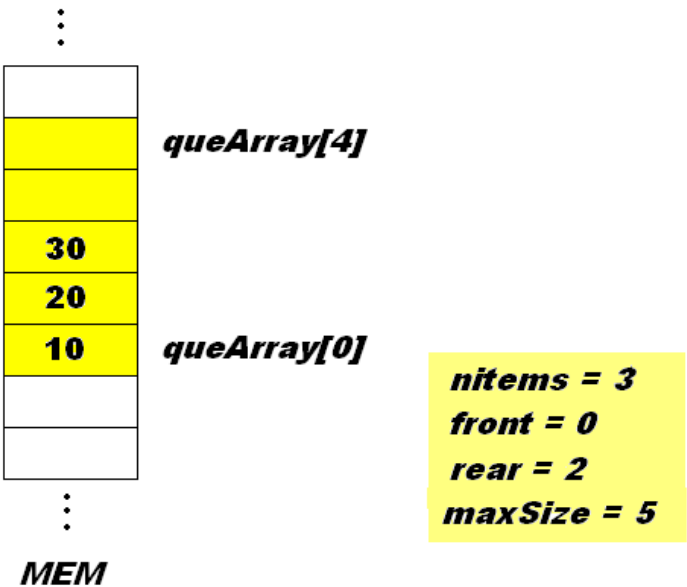 queArray[4]
30
20
10
queArray[0]
nitems = 3
front = 0
rear = 2
maxSize = 5
MEM